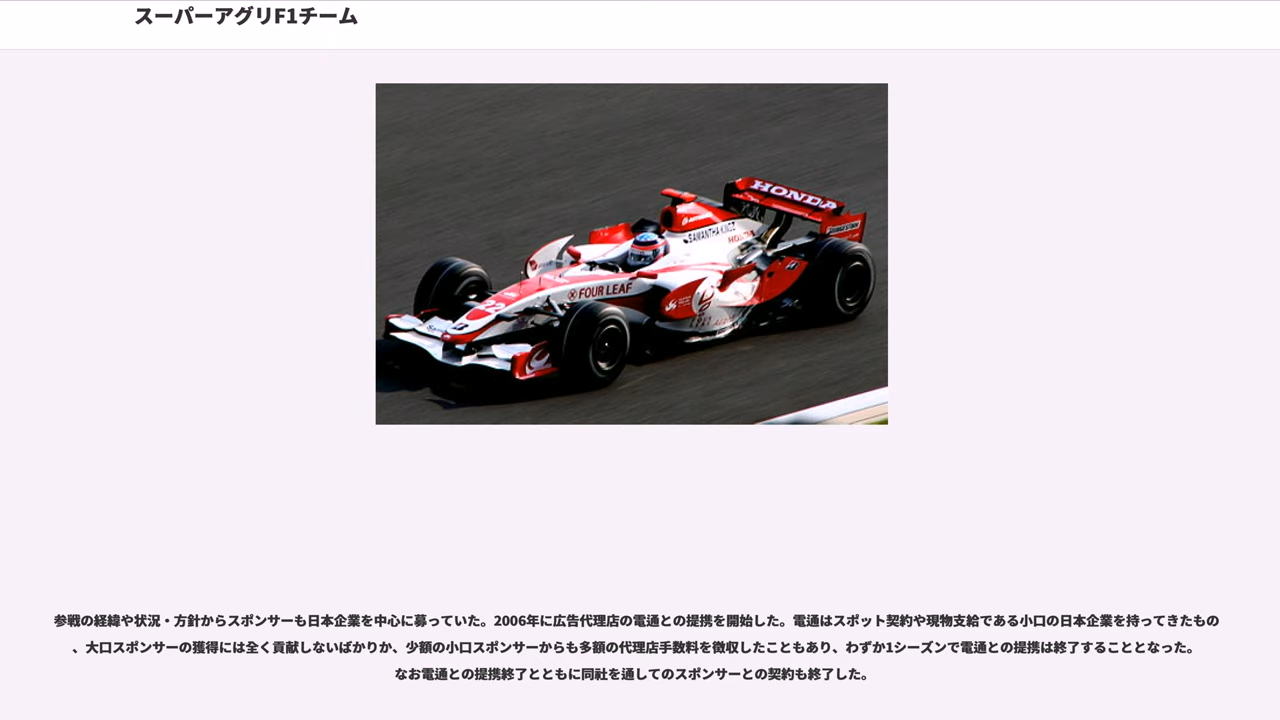 スーパーアグリF1チーム
HONDA
BRIDGESTONE
SAMANTHA KINGZ
HONDA
FOUR LEAF
22
参戦の経緯や状況・方針からスポンサーも日本企業を中心に募っていた。2006年に広告代理店の電通との提携を開始した。電通はスポット契約や現物支給である小口の日本企業を持ってきたもの
、大口スポンサーの獲得には全く貢献しないばかりか、少額の小口スポンサーからも多額の代理店手数料を徴収したこともあり、わずか1シーズンで電通との提携は終了することとなった。
なお電通との提携終了とともに同社を通してのスポンサーとの契約も終了した。